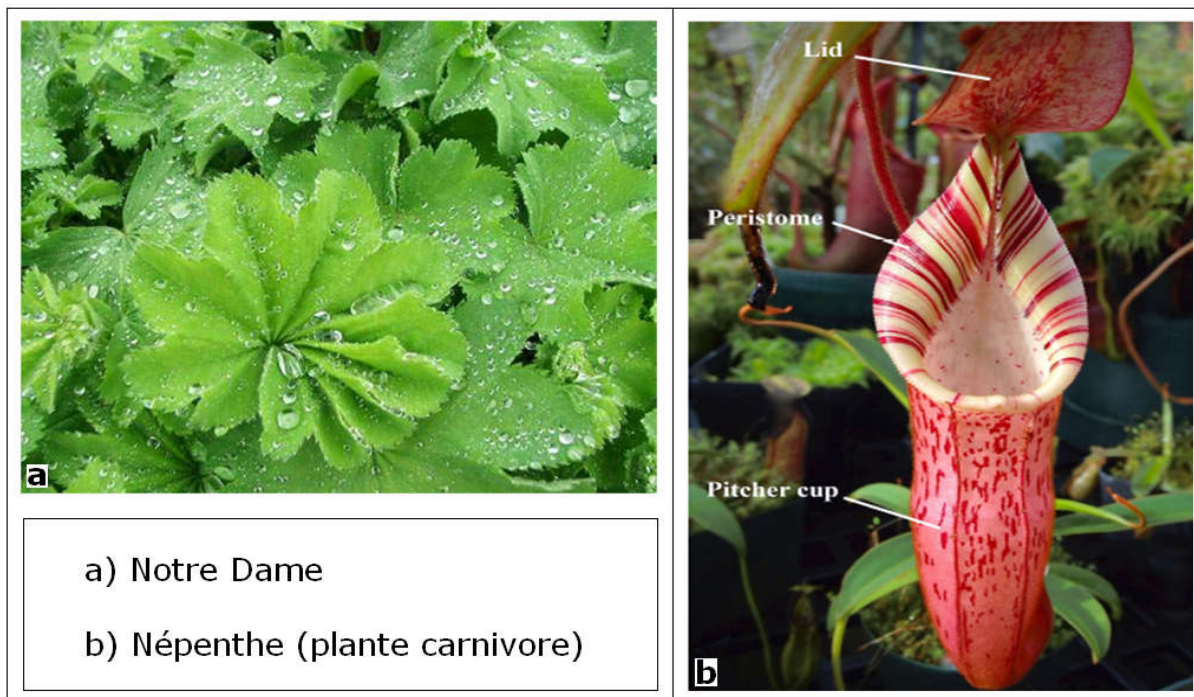 a
a) Notre Dame
b) Népenthe (plante carnivore)
Lid
Peristome
Pitcher cup
b